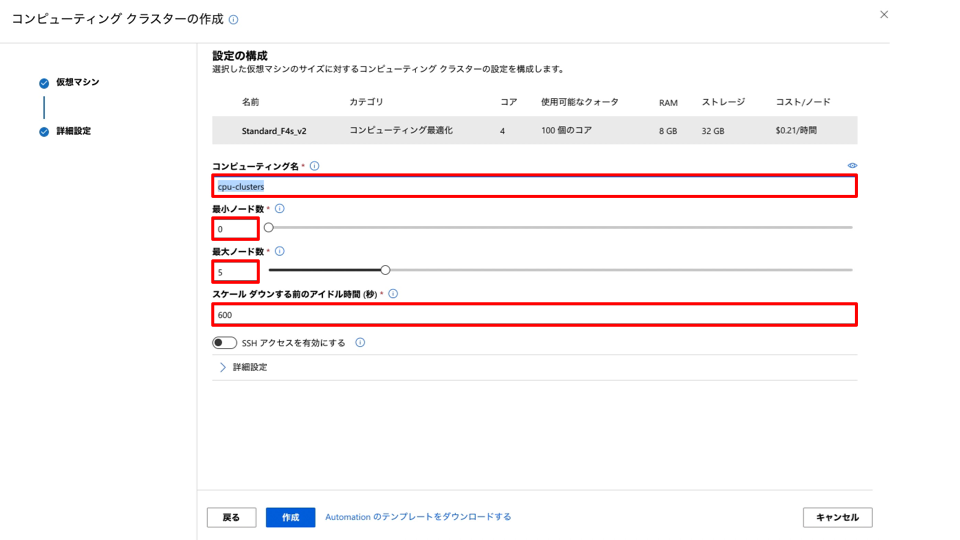 コンピューティング クラスターの作成
仮想マシン
詳細設定
設定の構成
選択した仮想マシンのサイズに対するコンピューティング クラスターの設定を構成します。
名前 カテゴリ コア 使用可能なクォータ RAM ストレージ コスト/ノード
Standard_F4s_v2 コンピューティング最適化 4 100 個のコア 8 GB 32 GB $0.21/時間
コンピューティング名 *
cpu-clusters
最小ノード数 *
0
最大ノード数 *
5
スケール ダウンする前のアイドル時間 (秒) *
600
SSH アクセスを有効にする
詳細設定
戻る 作成 Automation のテンプレートをダウンロードする キャンセル